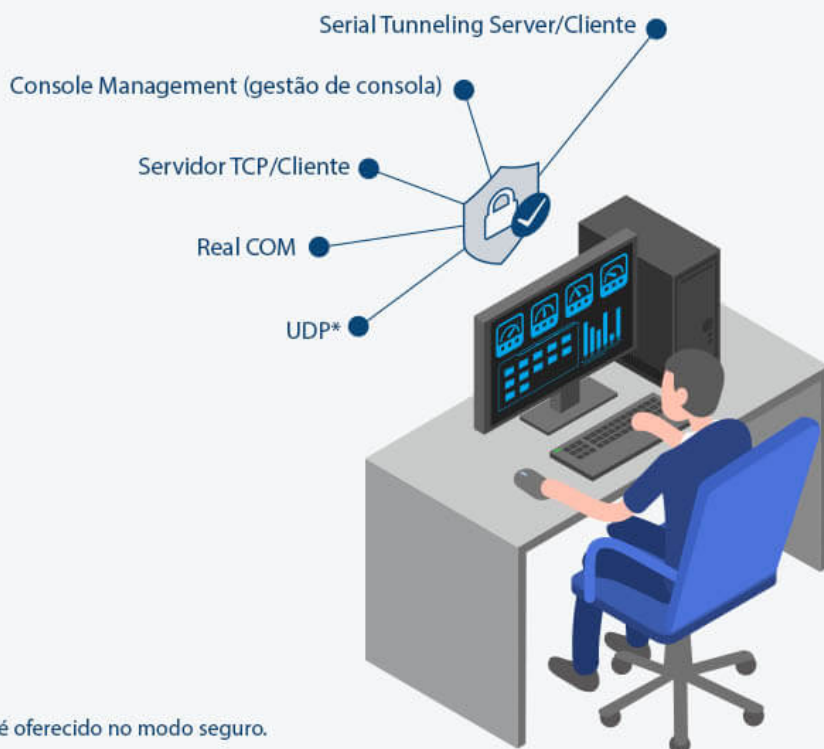 Serial Tunneling Server/Cliente
Console Management (gestão de consola)
Servidor TCP/Cliente
Real COM
UDP*
é oferecido no modo seguro.